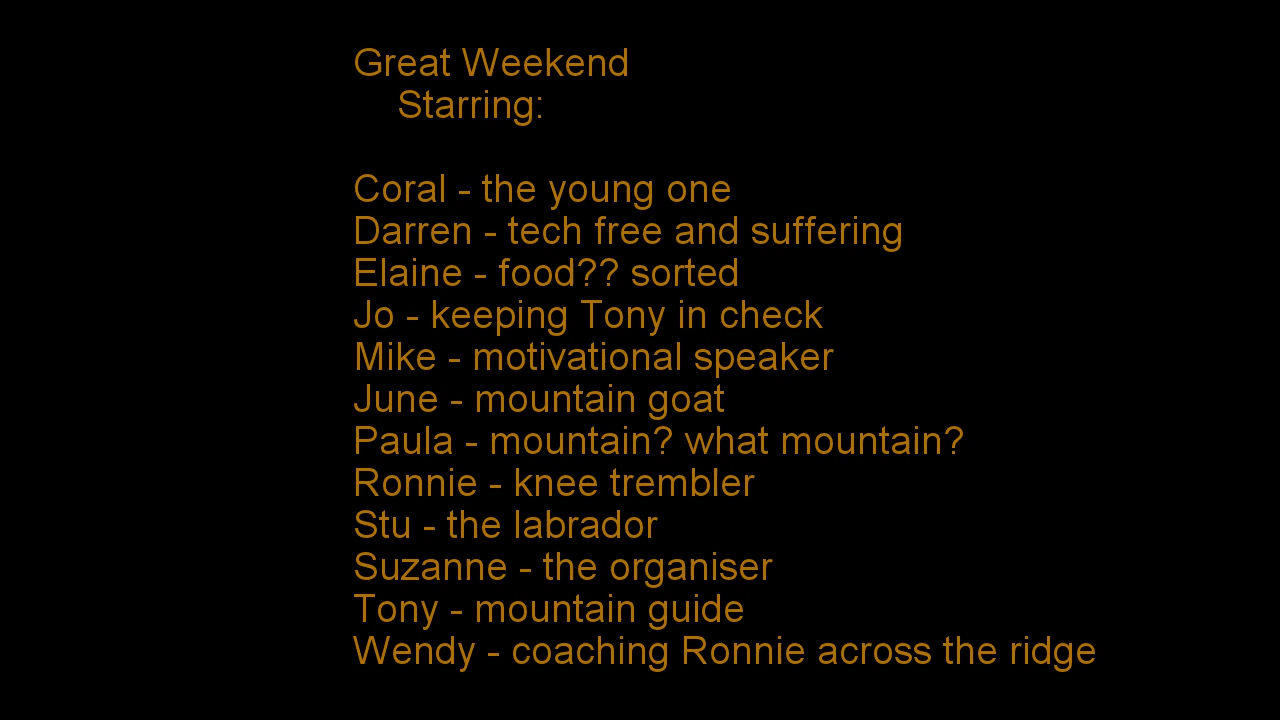 Great Weekend
Starring:
Coral - the young one
Darren - tech free and suffering
Elaine - food?? sorted
Jo - keeping Tony in check
Mike - motivational speaker
June - mountain goat
Paula - mountain? what mountain?
Ronnie - knee trembler
Stu - the labrador
Suzanne - the organiser
Tony - mountain guide
Wendy - coaching Ronnie across the ridge